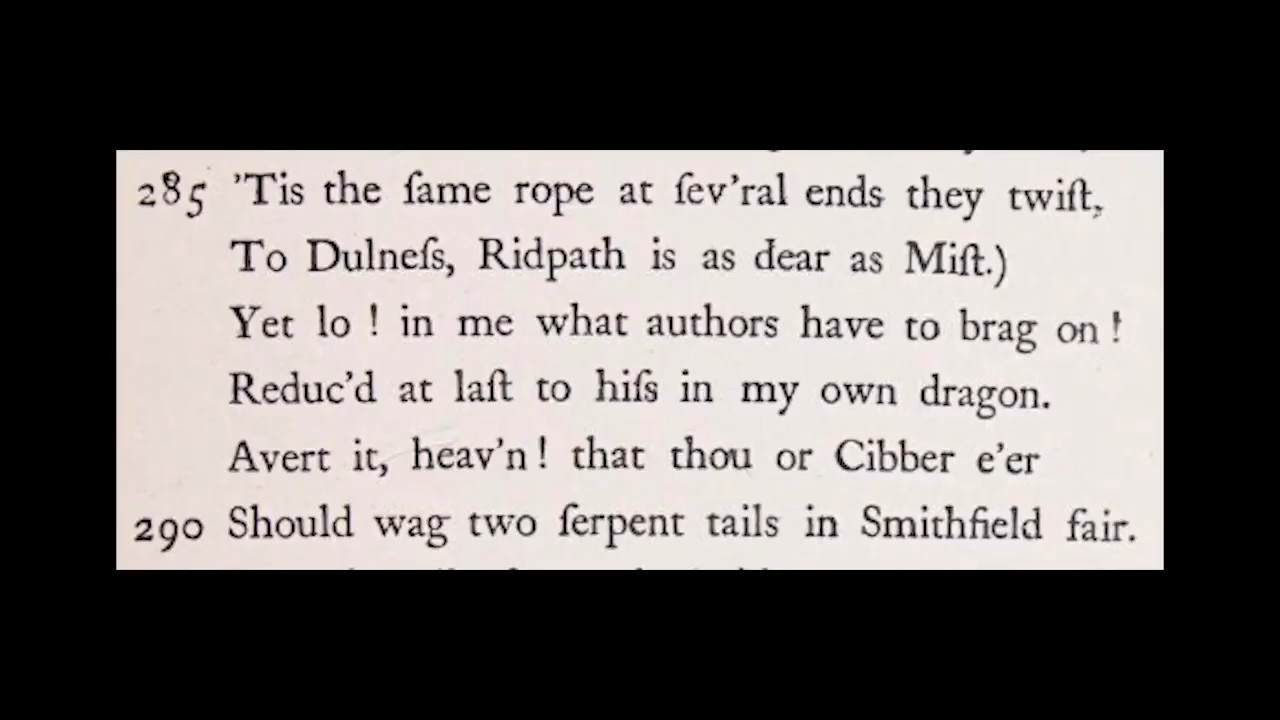 285 ’Tis the ſame rope at ſev’ral ends they twiſt,
To Dulneſs, Ridpath is as dear as Miſt.)
Yet lo ! in me what authors have to brag on !
Reduc’d at laſt to hiſs in my own dragon.
Avert it, heav’n ! that thou or Cibber e’er
290 Should wag two ſerpent tails in Smithfield fair.